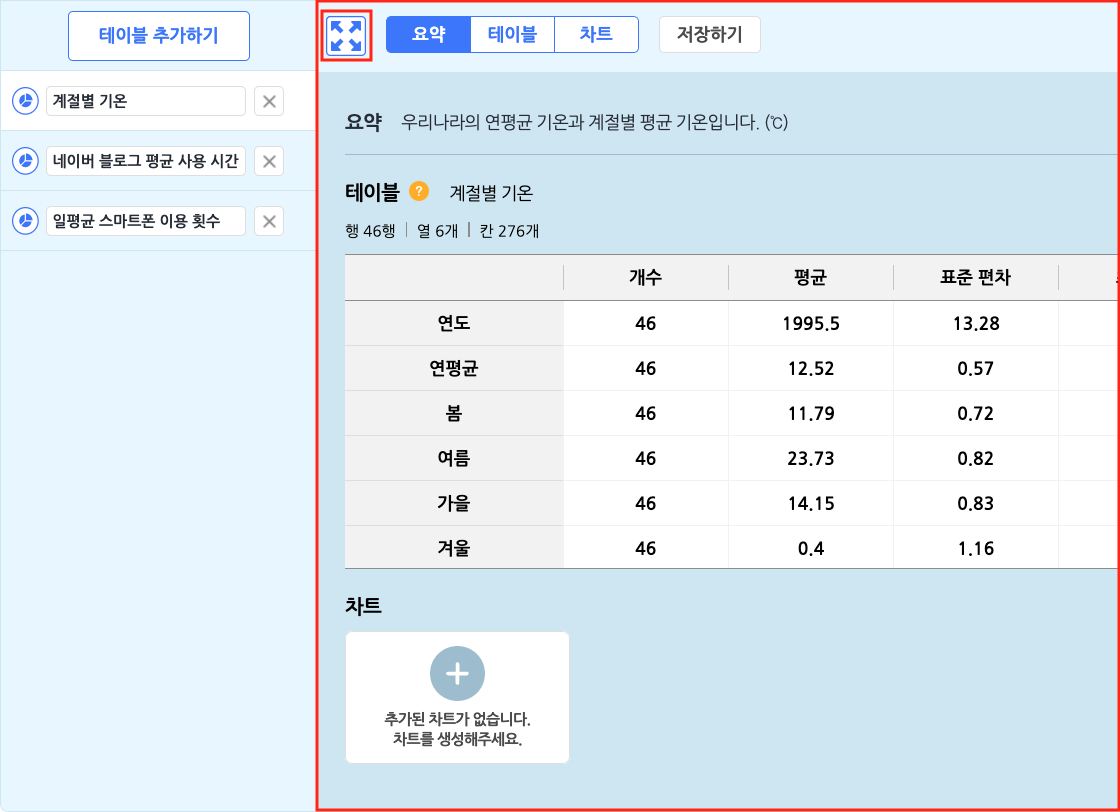 테이블 추가하기
계절별 기온
네이버 블로그 평균 사용 시간
일평균 스마트폰 이용 횟수
요약 테이블 차트 저장하기
요약 우리나라의 연평균 기온과 계절별 평균 기온입니다. (℃)
테이블 ? 계절별 기온
행 46행 | 열 6개 | 칸 276개
개수 평균 표준 편차
연도 46 1995.5 13.28
연평균 46 12.52 0.57
봄 46 11.79 0.72
여름 46 23.73 0.82
가을 46 14.15 0.83
겨울 46 0.4 1.16
차트
추가된 차트가 없습니다.
차트를 생성해주세요.